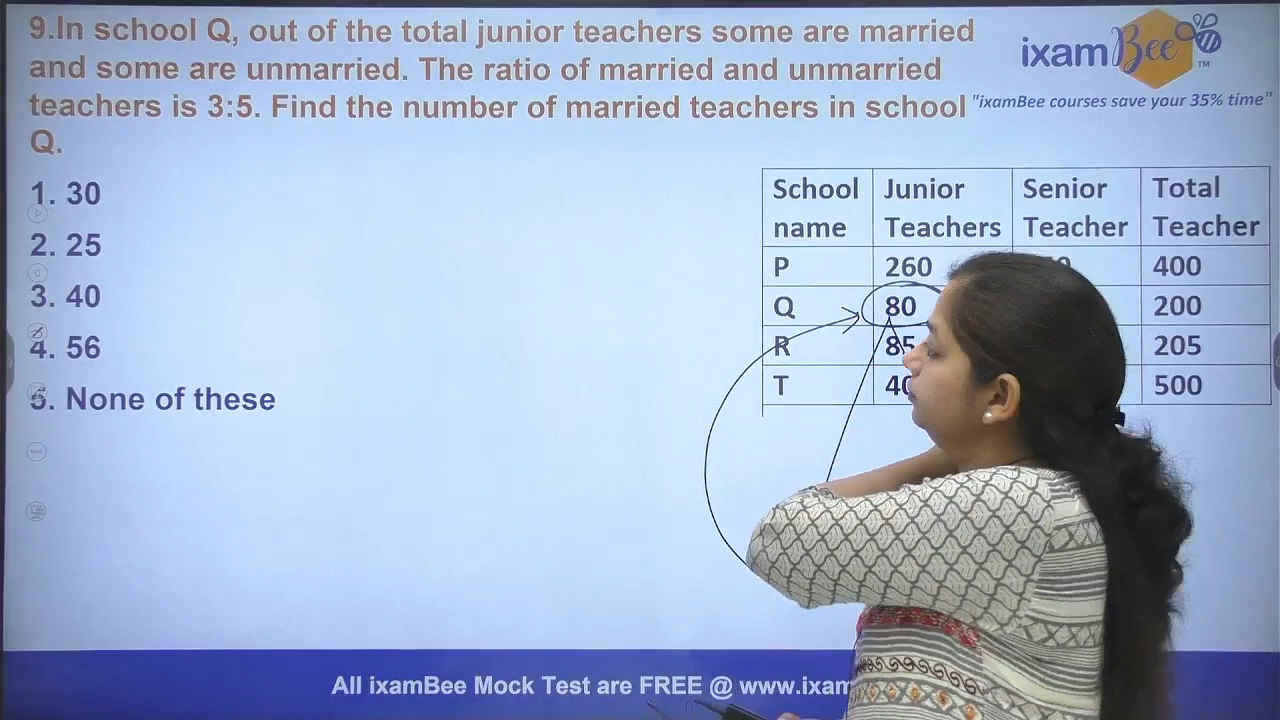 9.In school Q, out of the total junior teachers some are married
and some are unmarried. The ratio of married and unmarried
teachers is 3:5. Find the number of married teachers in school
Q.
ixamBee
TM
"ixamBee courses save your 35% time"
1. 30
2. 25
3. 40
4. 56
5. None of these
School name Junior Teachers Senior Teacher Total Teacher
P 260 400
Q 80 200
R 85 205
T 500
All ixamBee Mock Test are FREE @